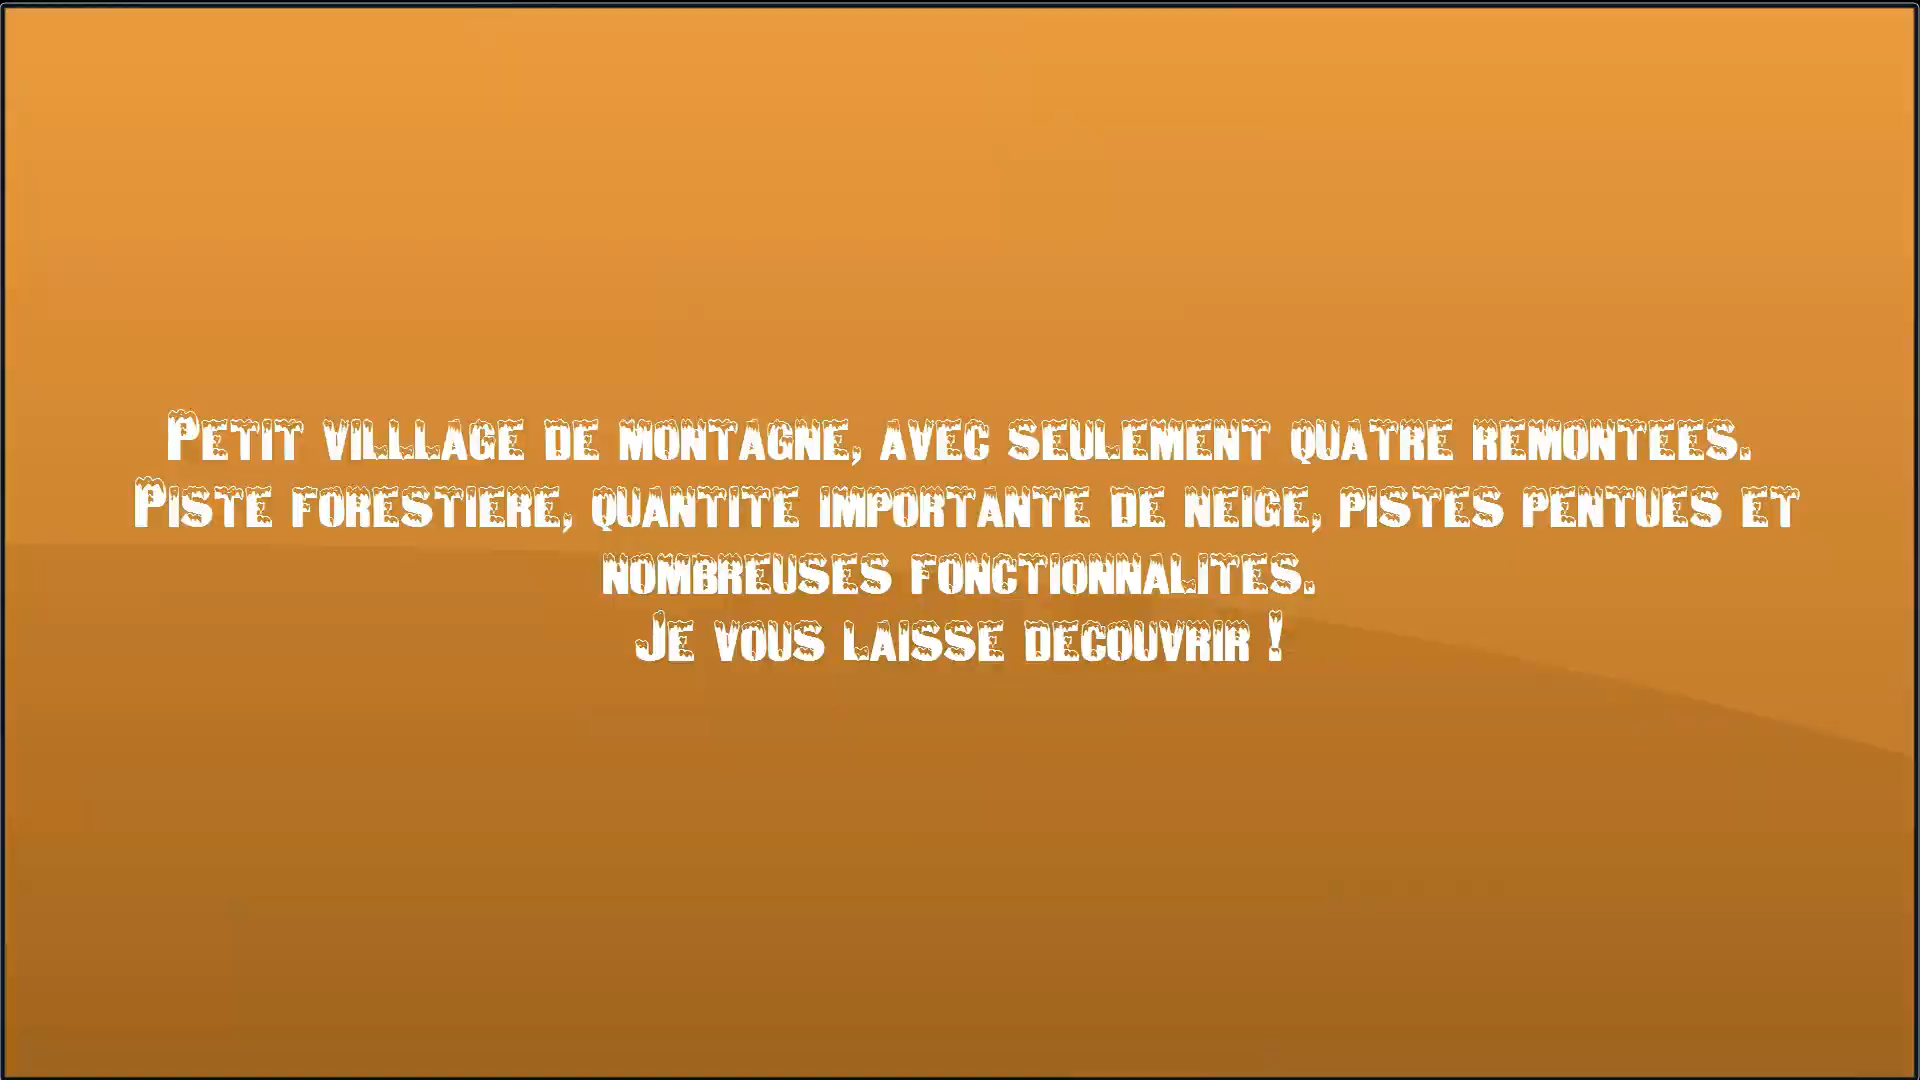 Petit villlage de montagne, avec seulement quatre remontees.
Piste forestiere, quantite importante de neige, pistes pentues et
nombreuses fonctionnalites.
Je vous laisse decouvrir !